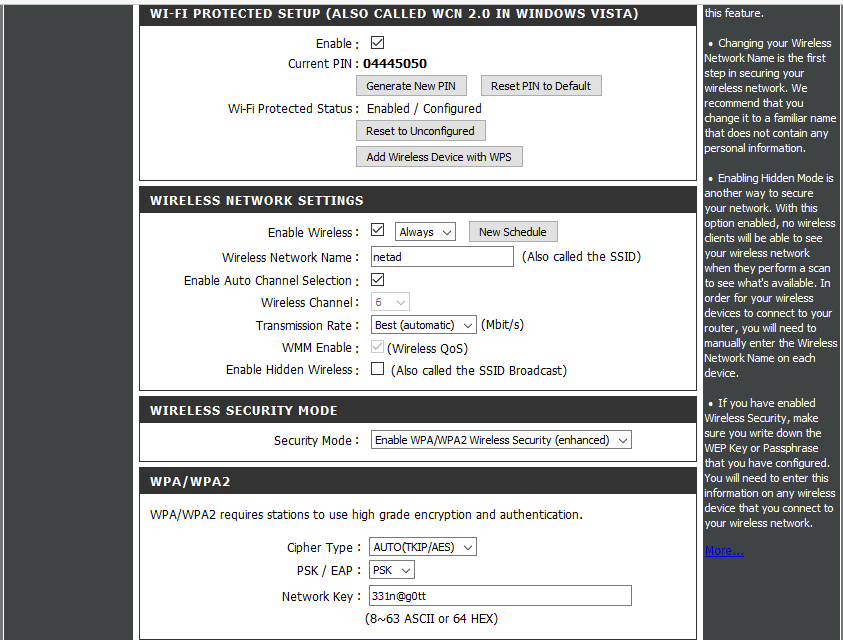 WI-FI PROTECTED SETUP (ALSO CALLED WCN 2.0 IN WINDOWS VISTA)
Enable :
Current PIN : 04445050
Generate New PIN Reset PIN to Default
Wi-Fi Protected Status : Enabled / Configured
Reset to Unconfigured
Add Wireless Device with WPS
WIRELESS NETWORK SETTINGS
Enable Wireless : Always New Schedule
Wireless Network Name : netad (Also called the SSID)
Enable Auto Channel Selection :
Wireless Channel : 6
Transmission Rate : Best (automatic) (Mbit/s)
WMM Enable : (Wireless QoS)
Enable Hidden Wireless : (Also called the SSID Broadcast)
WIRELESS SECURITY MODE
Security Mode : Enable WPA/WPA2 Wireless Security (enhanced)
WPA/WPA2
WPA/WPA2 requires stations to use high grade encryption and authentication.
Cipher Type : AUTO(TKIP/AES)
PSK / EAP : PSK
Network Key : 331n@g0tt
(8~63 ASCII or 64 HEX)
this feature.
• Changing your Wireless
Network Name is the first
step in securing your
wireless network. We
recommend that you
change it to a familiar name
that does not contain any
personal information.
• Enabling Hidden Mode is
another way to secure
your network. With this
option enabled, no wireless
clients will be able to see
your wireless network
when they perform a scan
to see what's available. In
order for your wireless
devices to connect to your
router, you will need to
manually enter the Wireless
Network Name on each
device.
• If you have enabled
Wireless Security, make
sure you write down the
WEP Key or Passphrase
that you have configured.
You will need to enter this
information on any wireless
device that you connect to
your wireless network.
More...